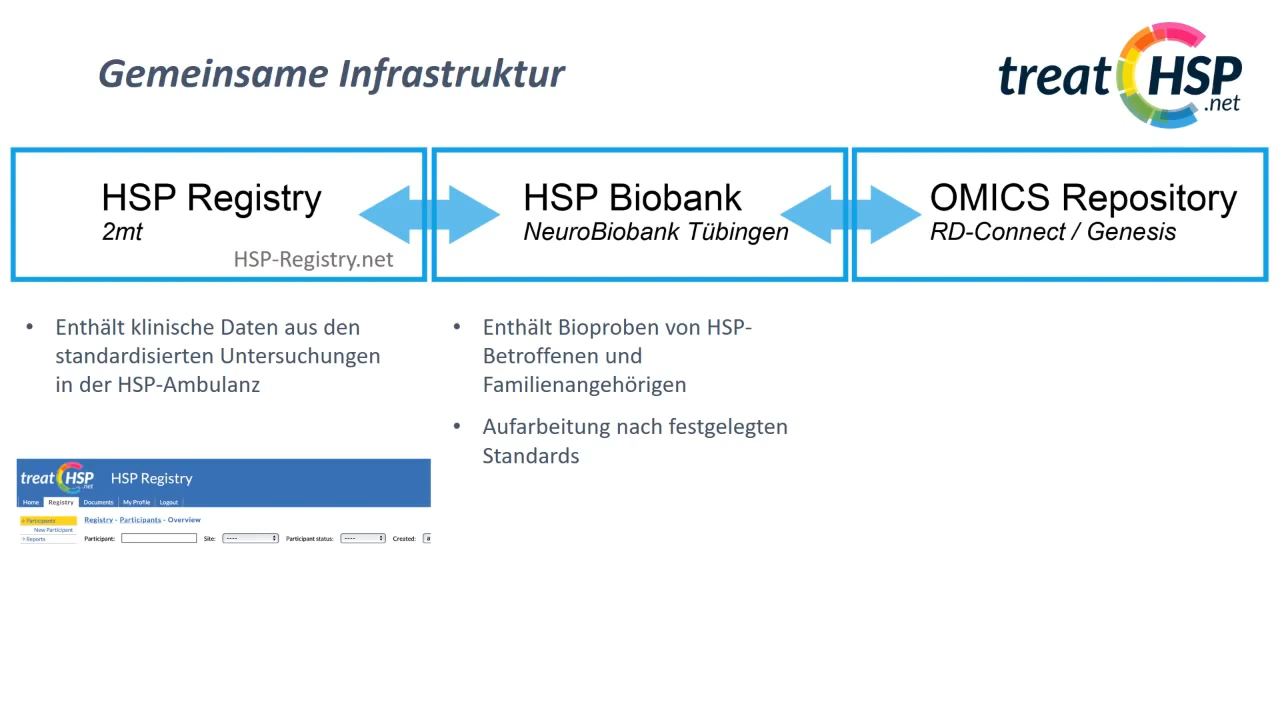 Gemeinsame Infrastruktur
treat HSP
.net
HSP Registry
2mt
HSP-Registry.net
HSP Biobank
NeuroBiobank Tübingen
OMICS Repository
RD-Connect / Genesis
• Enthält klinische Daten aus den
standardisierten Untersuchungen
in der HSP-Ambulanz
• Enthält Bioproben von HSP-
Betroffenen und
Familienangehörigen
• Aufarbeitung nach festgelegten
Standards
treat HSP
.net
HSP Registry
Home Registry Documents My Profile Logout
Participants
New Participant
Reports
Registry - Participants - Overview
Participant: Site: ---- Participant status: ---- Created: a